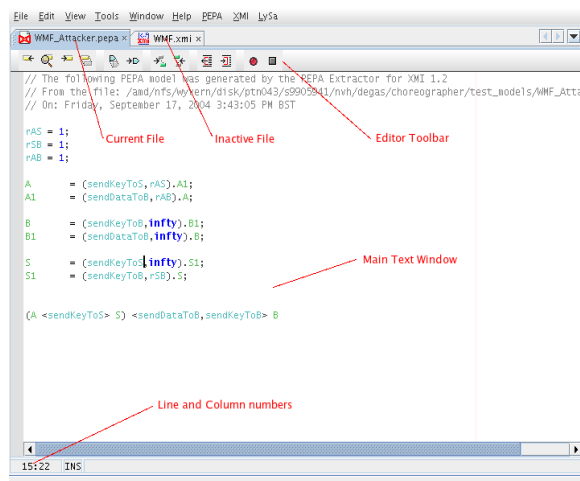 File Edit View Tools Window Help PEPA XMI LySa
WMF_Attacker.pepa × WMF.xmi ×
// The following PEPA model was generated by the PEPA Extractor for XMI 1.2
// From the file: /amd/nfs/wyvern/disk/ptn043/s9905941/nvh/degas/choreographer/test_models/WMF_Atta
// On: Friday, September 17, 2004 3:43:05 PM BST
Current File Inactive File Editor Toolbar
rAS = 1;
rSB = 1;
rAB = 1;
A = (sendKeyToS,rAS).A1;
A1 = (sendDataToB,rAB).A;
B = (sendKeyToB,infty).B1;
B1 = (sendDataToB,infty).B;
S = (sendKeyToS,infty).S1;
S1 = (sendKeyToB,rSB).S;
Main Text Window
(A <sendKeyToS> S) <sendDataToB,sendKeyToB> B
Line and Column numbers
15:22 INS